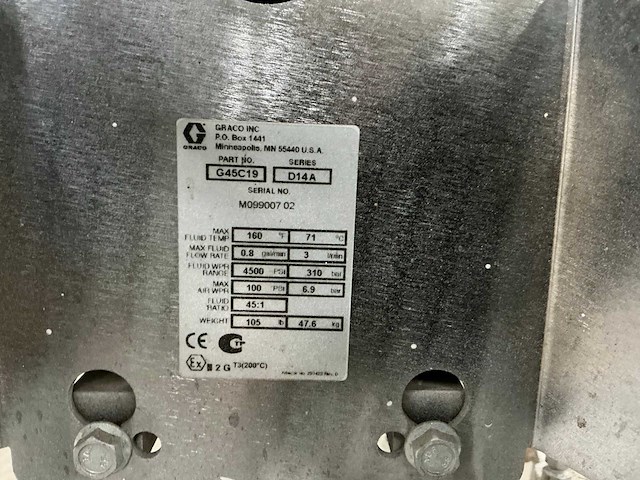 GRACO
GRACO INC
P.O. Box 1441
Minneapolis, MN 55440 U.S.A.
PART NO. SERIES
G45C19 D14A
SERIAL NO.
M099007 02
MAX FLUID TEMP 160 °F 71 °C
MAX FLUID FLOW RATE 0.8 gal/min 3 l/min
FLUID WPR RANGE 4500 PSI 310 bar
MAX AIR WPR 100 PSI 6.9 bar
FLUID RATIO 45:1
WEIGHT 105 lb 47.6 kg
CE
Ex II 2 G T3(200°C)